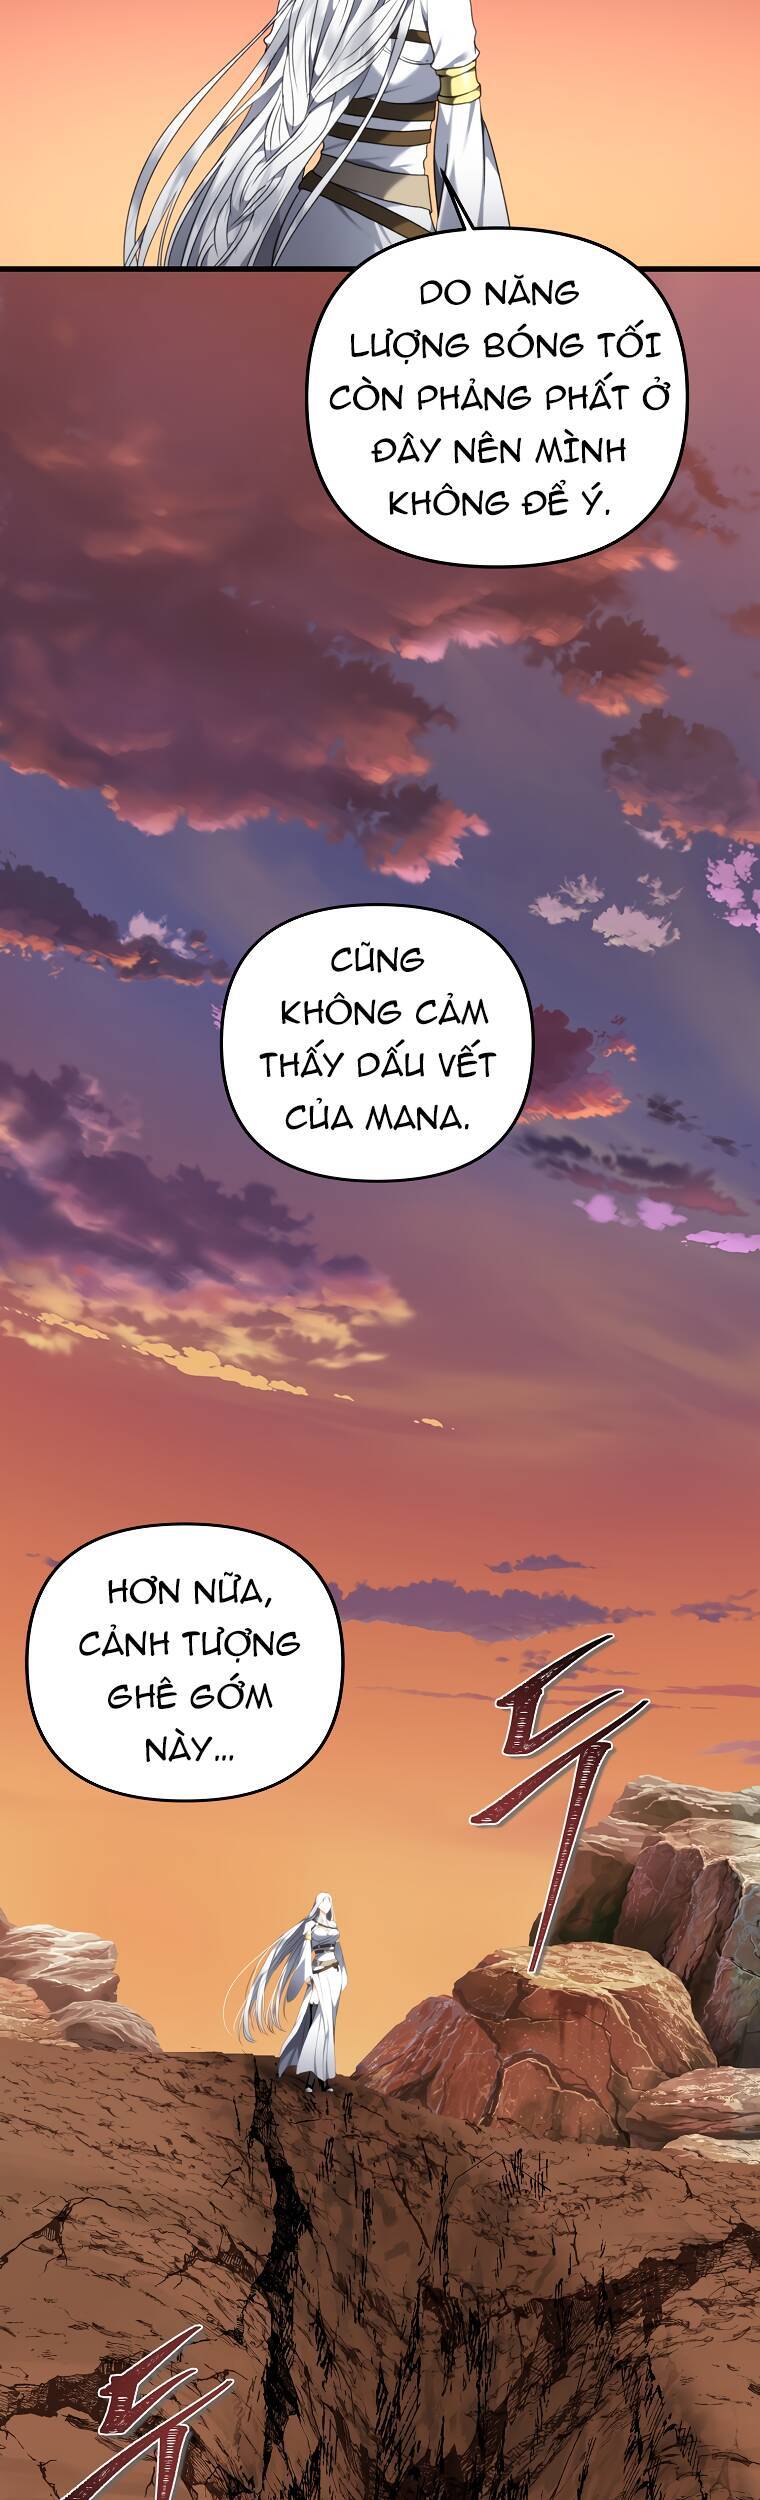 DO NĂNG
LƯỢNG BÓNG TỐI
CÒN PHẢNG PHẤT Ở
ĐÂY NÊN MÌNH
KHÔNG ĐỂ Ý.
CŨNG
KHÔNG CẢM
THẤY DẤU VẾT
CỦA MANA.
HƠN NỮA,
CẢNH TƯỢNG
GHÊ GỚM
NÀY...